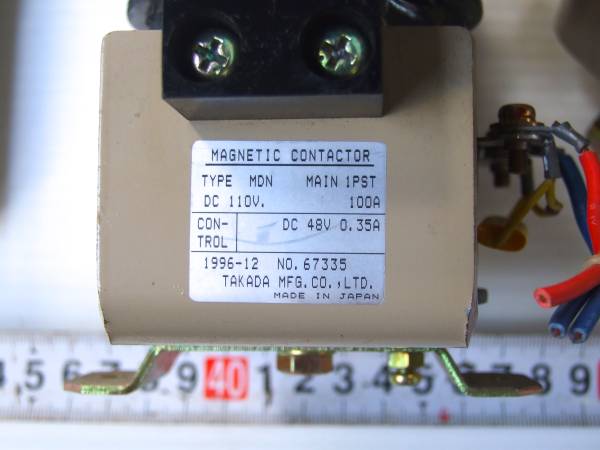 MAGNETIC CONTACTOR
TYPE MDN MAIN 1PST
DC 110V. 100A
CON-
TROL DC 48V 0.35A
1996-12 NO. 67335
TAKADA MFG.CO.,LTD.
MADE IN JAPAN
4 5 6 7 8 9 40 1 2 3 4 5 6 7 8 9